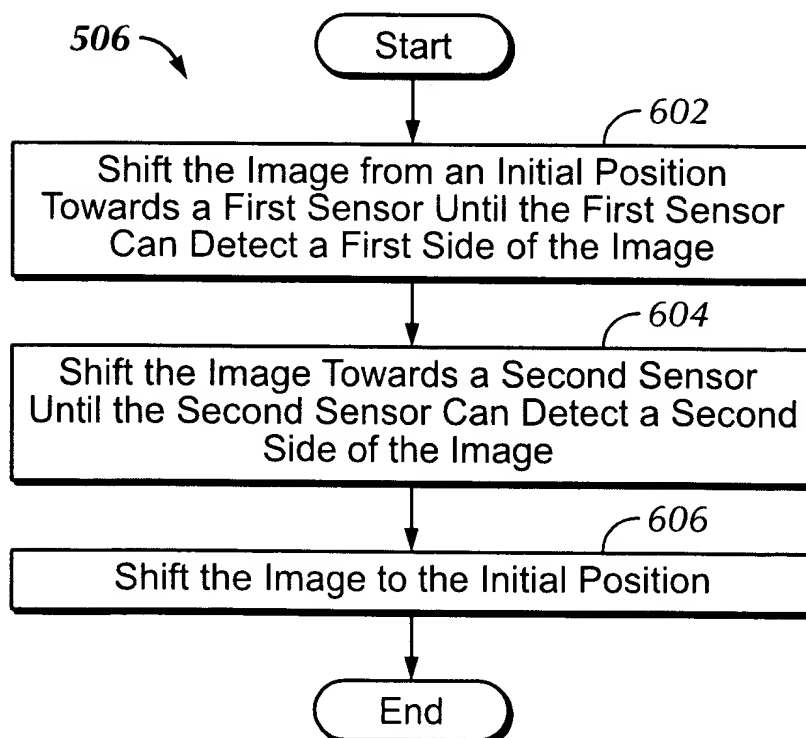 506
Start
602
Shift the Image from an Initial Position
Towards a First Sensor Until the First Sensor
Can Detect a First Side of the Image
604
Shift the Image Towards a Second Sensor
Until the Second Sensor Can Detect a Second
Side of the Image
606
Shift the Image to the Initial Position
End